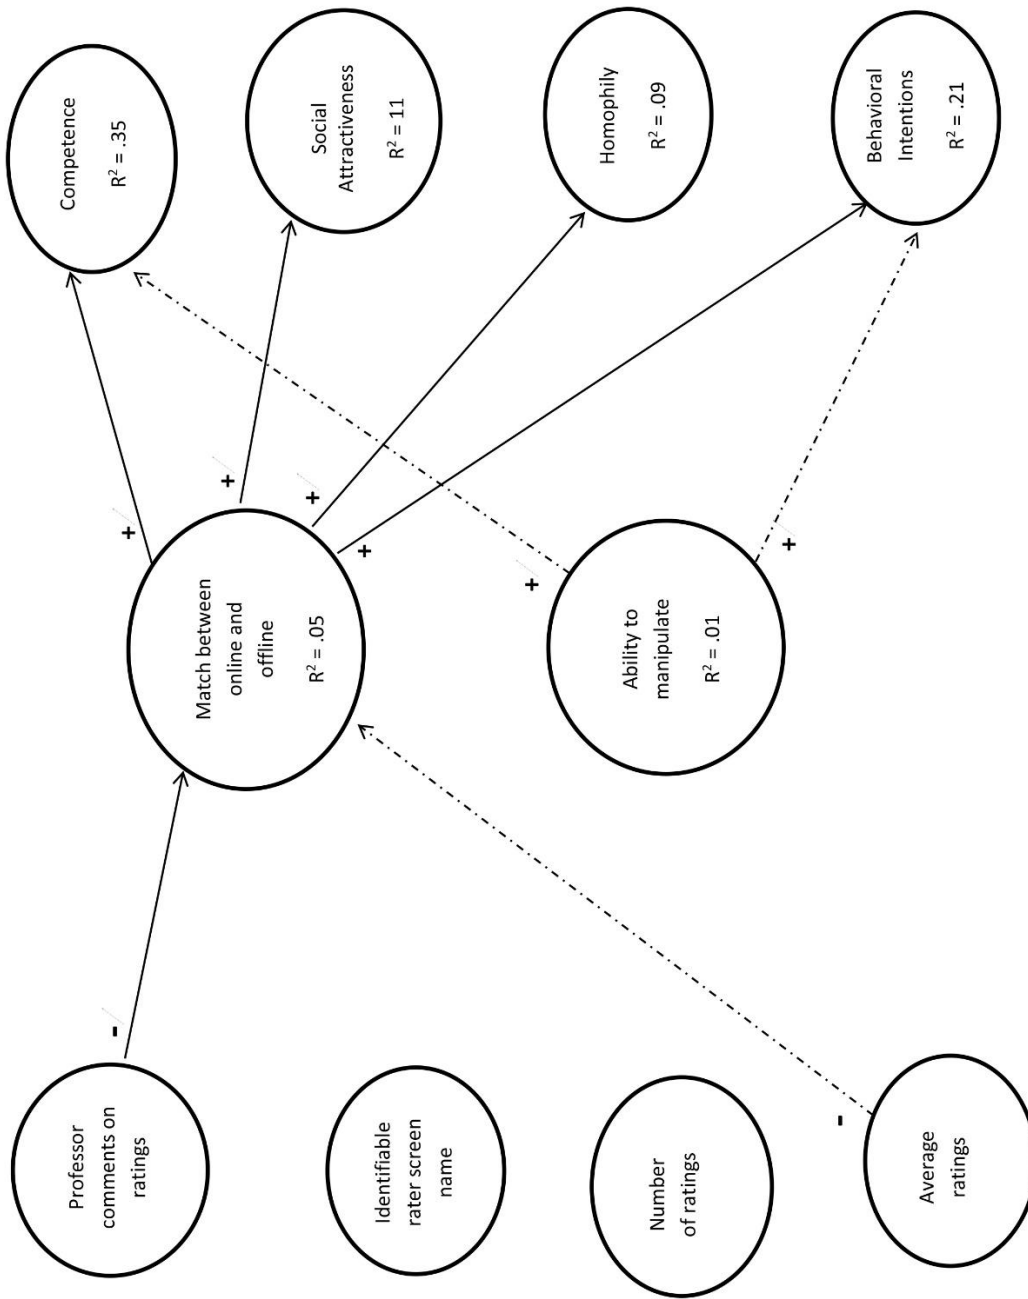 Professor
comments on
ratings
-
Identifiable
rater screen
name
Number
of ratings
Average
ratings
-
Match between
online and
offline
R² = .05
+
+
+
+
Ability to
manipulate
R² = .01
+
+
Competence
R² = .35
Social
Attractiveness
R² = 11
Homophily
R² = .09
Behavioral
Intentions
R² = .21